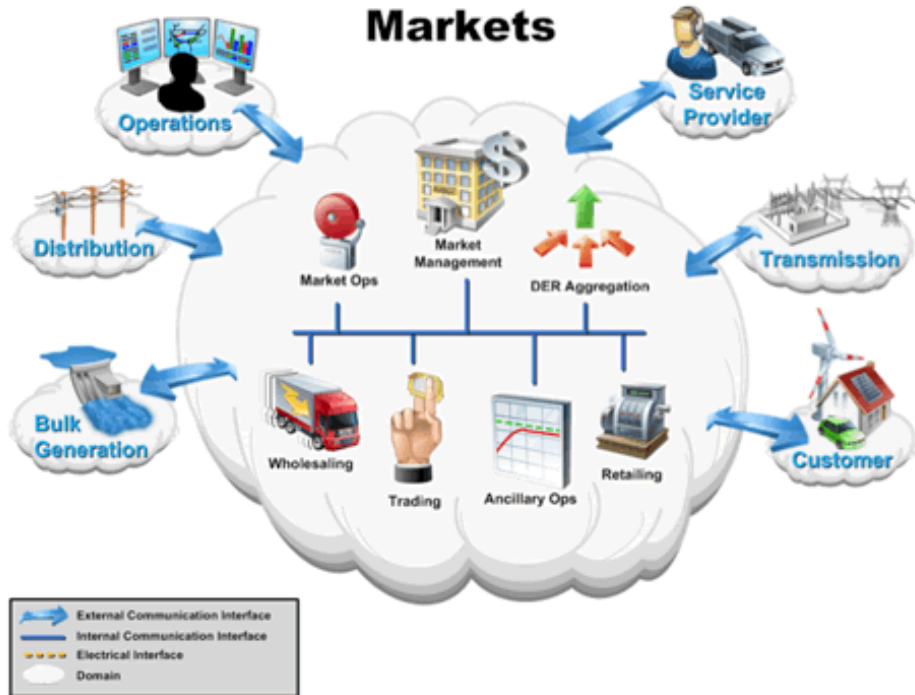 Markets
Operations
Service
Provider
Distribution
Market Ops
Market
Management
DER Aggregation
Transmission
Bulk
Generation
Wholesaling
Trading
Ancillary Ops
Retailing
Customer
External Communication Interface
Internal Communication Interface
Electrical Interface
Domain